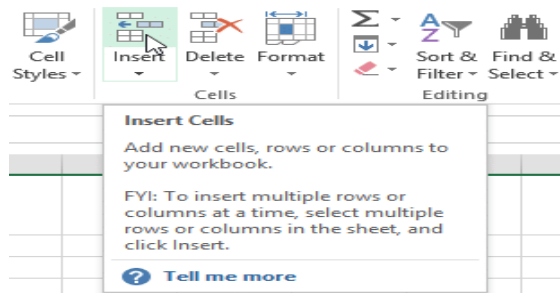 Cell Styles
Insert
Delete
Format
Sort & Filter
Find & Select
Cells
Editing
Insert Cells
Add new cells, rows or columns to
your workbook.
FYI: To insert multiple rows or
columns at a time, select multiple
rows or columns in the sheet, and
click Insert.
Tell me more